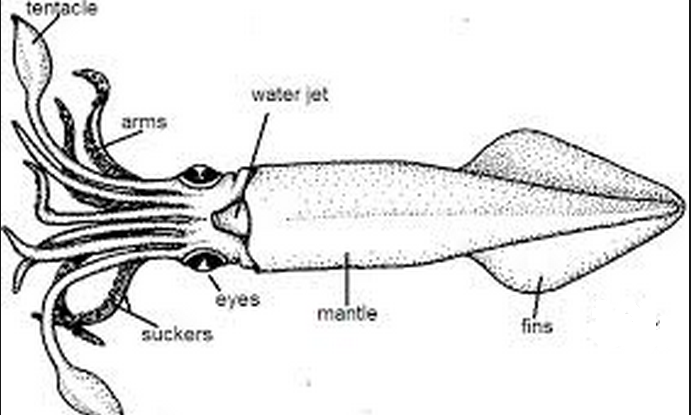 tentacle
water jet
arms
eyes
mantle
suckers
fins